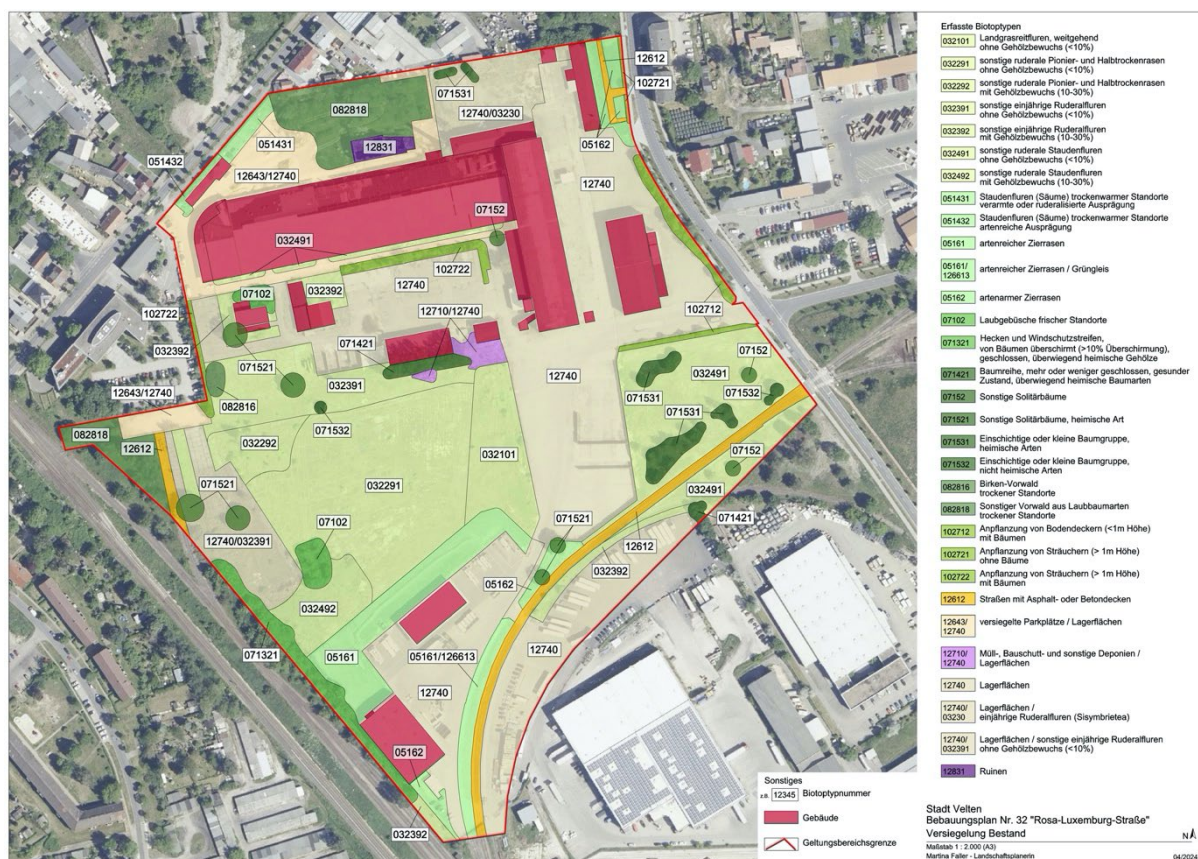 12612
102721
071531
082818
12740/03230
051431
12831
05162
051432
12643/12740
12740
07152
032491
102722
12740
032392
07102
12710/12740
102722
102712
032392
071421
07152
032491
071521
032391
071531
071532
12643/12740
082816
071531
082818
071532
12612
032292
032101
07152
071521
032291
032491
071421
071521
07102
12612
12740/032391
032392
05162
032492
071321
05161
05161/126613
12740
12740
05162
032392
Erfasste Biotoptypen
032101 Landgrasreitfluren, weitgehend
ohne Gehölzbewuchs (<10%)
032291 sonstige ruderale Pionier- und Halbtrockenrasen
ohne Gehölzbewuchs (<10%)
032292 sonstige ruderale Pionier- und Halbtrockenrasen
mit Gehölzbewuchs (10-30%)
032391 sonstige einjährige Ruderalfluren
ohne Gehölzbewuchs (<10%)
032392 sonstige einjährige Ruderalfluren
mit Gehölzbewuchs (10-30%)
032491 sonstige ruderale Staudenfluren
ohne Gehölzbewuchs (<10%)
032492 sonstige ruderale Staudenfluren
mit Gehölzbewuchs (10-30%)
051431 Staudenfluren (Säume) trockenwarmer Standorte
verarmte oder ruderalisierte Ausprägung
051432 Staudenfluren (Säume) trockenwarmer Standorte
artenreiche Ausprägung
05161 artenreicher Zierrasen
05161/
126613 artenreicher Zierrasen / Grüngleis
05162 artenarmer Zierrasen
07102 Laubgebüsche frischer Standorte
071321 Hecken und Windschutzstreifen,
von Bäumen überschirmt (>10% Überschirmung),
geschlossen, überwiegend heimische Gehölze
071421 Baumreihe, mehr oder weniger geschlossen, gesunder
Zustand, überwiegend heimische Baumarten
07152 Sonstige Solitärbäume
071521 Sonstige Solitärbäume, heimische Art
071531 Einschichtige oder kleine Baumgruppe,
heimische Arten
071532 Einschichtige oder kleine Baumgruppe,
nicht heimische Arten
082816 Birken-Vorwald
trockener Standorte
082818 Sonstiger Vorwald aus Laubbaumarten
trockener Standorte
102712 Anpflanzung von Bodendeckern (<1m Höhe)
mit Bäumen
102721 Anpflanzung von Sträuchern (> 1m Höhe)
ohne Bäume
102722 Anpflanzung von Sträuchern (> 1m Höhe)
mit Bäumen
12612 Straßen mit Asphalt- oder Betondecken
12643/
12740 versiegelte Parkplätze / Lagerflächen
12710/
12740 Müll-, Bauschutt- und sonstige Deponien /
Lagerflächen
12740 Lagerflächen
12740/
03230 Lagerflächen /
einjährige Ruderalfluren (Sisymbrietea)
12740/
032391 Lagerflächen / sonstige einjährige Ruderalfluren
ohne Gehölzbewuchs (<10%)
12831 Ruinen
Sonstiges
z.B. 12345 Biotoptypnummer
Gebäude
Geltungsbereichsgrenze
Stadt Velten
Bebauungsplan Nr. 32 "Rosa-Luxemburg-Straße"
Versiegelung Bestand
Maßstab 1 : 2.000 (A3)
Martina Faller - Landschaftsplanerin
04/2024
N